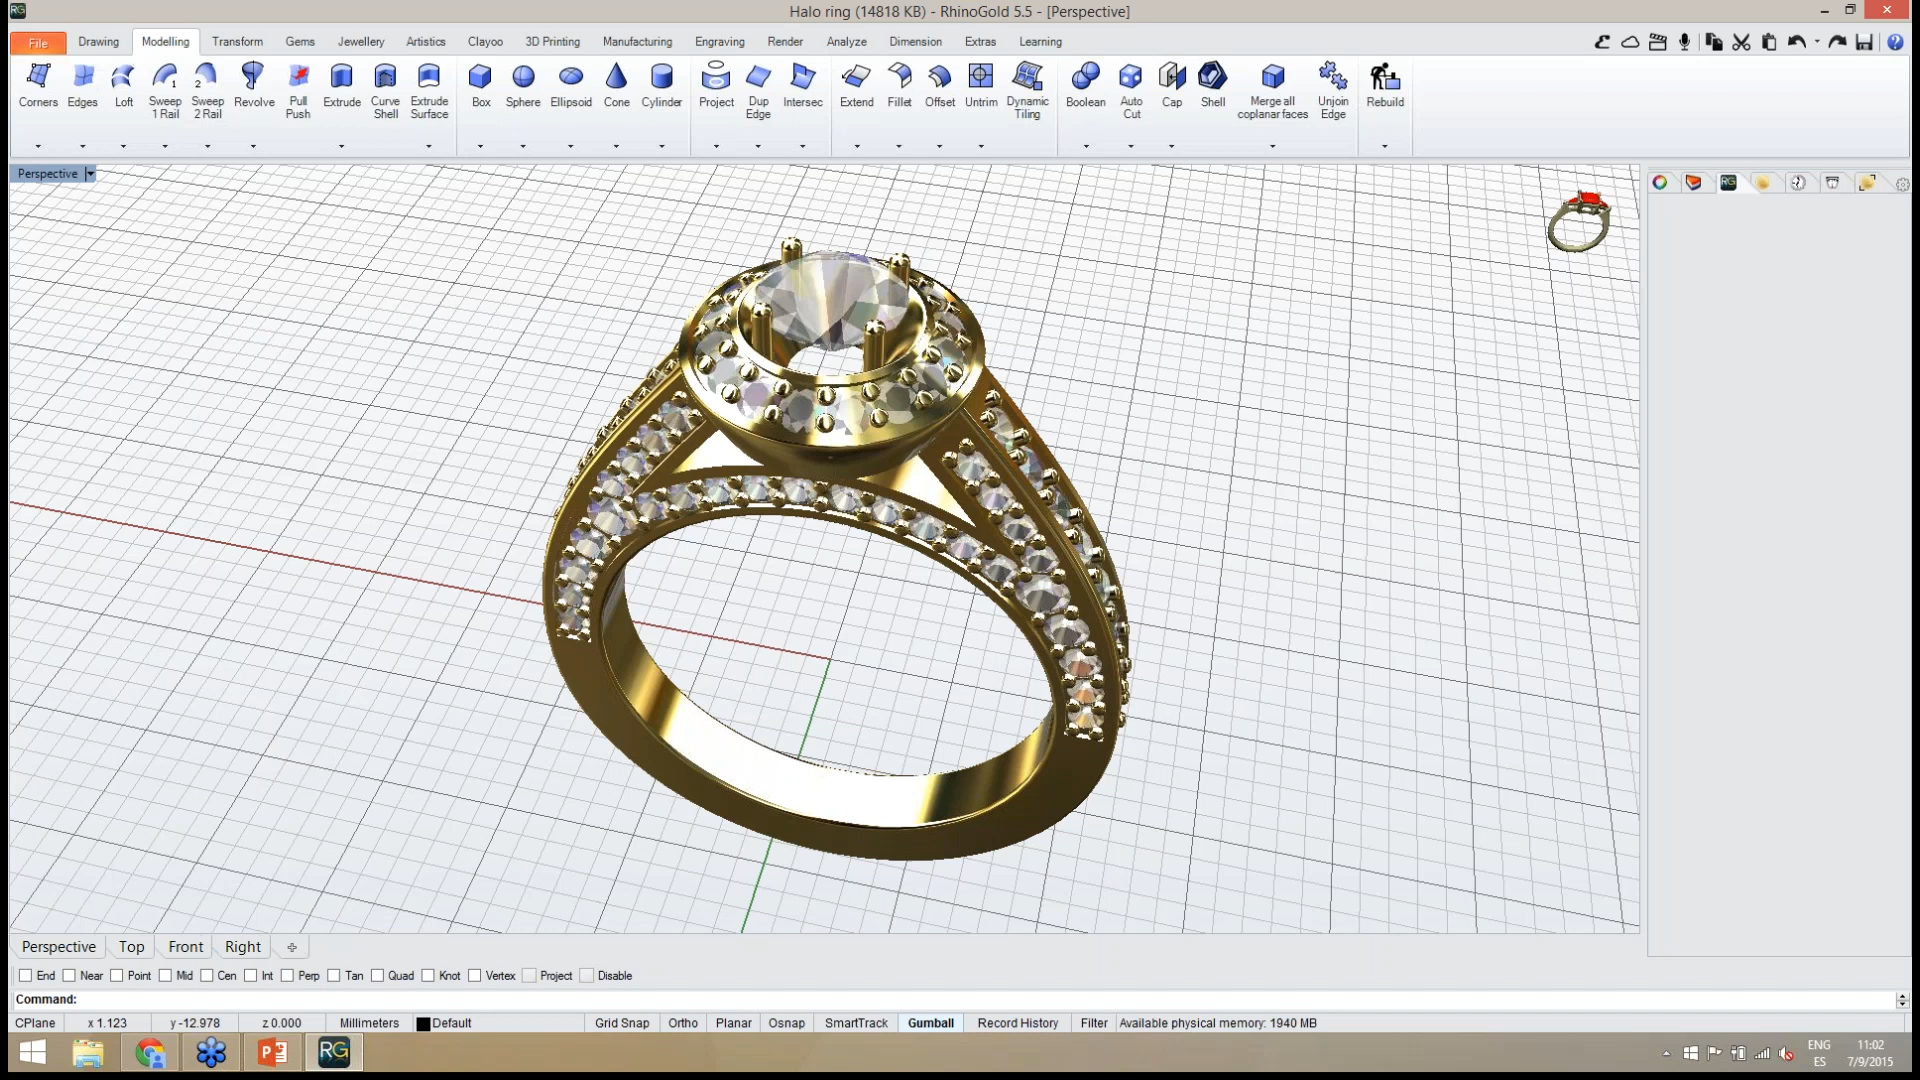 RG
Halo ring (14818 KB) - RhinoGold 5.5 - [Perspective]
File Drawing Modelling Transform Gems Jewellery Artistics Clayoo 3D Printing Manufacturing Engraving Render Analyze Dimension Extras Learning
Corners Edges Loft Sweep 1 Rail Sweep 2 Rail Revolve Pull Push Extrude Curve Shell Extrude Surface Box Sphere Ellipsoid Cone Cylinder Project Dup Edge Intersec Extend Fillet Offset Untrim Dynamic Tiling Boolean Auto Cut Cap Shell Merge all coplanar faces Unjoin Edge Rebuild
Perspective
RG
Perspective Top Front Right
End Near Point Mid Cen Int Perp Tan Quad Knot Vertex Project Disable
Command:
CPlane x 1.123 y -12.978 z 0.000 Millimeters Default Grid Snap Ortho Planar Osnap SmartTrack Gumball Record History Filter Available physical memory: 1940 MB
RG
ENG 11:02
ES 7/9/2015